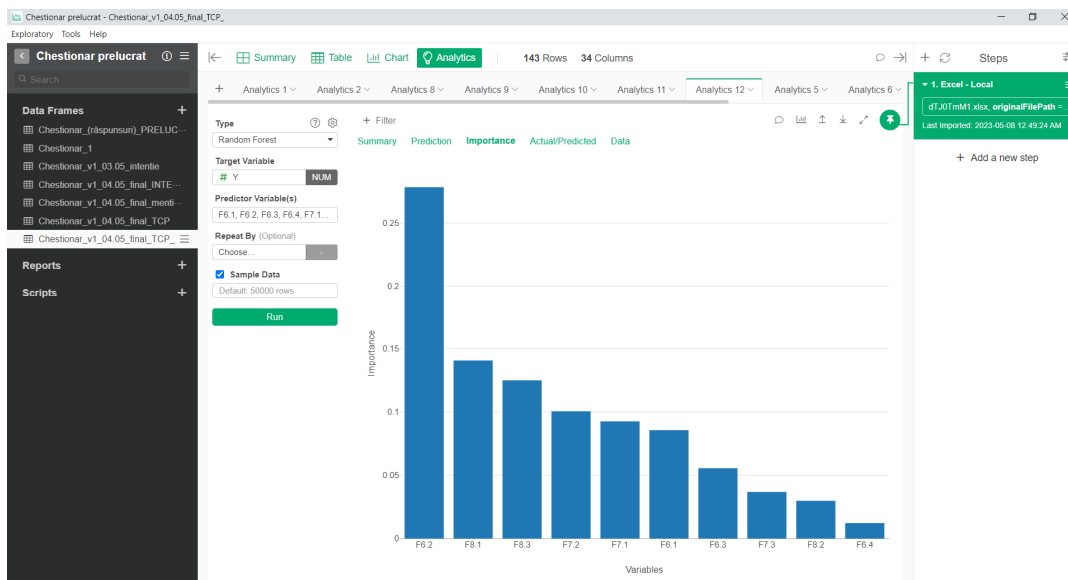 Chestionar prelucrat - Chestionar_v1_04.05_final_TCP_
Exploratory Tools Help
Chestionar prelucrat
Search
Data Frames
Chestionar_(răspunsuri)_PRELUC···
Chestionar_1
Chestionar_v1_03.05_intentie
Chestionar_v1_04.05_final_INTE···
Chestionar_v1_04.05_final_menti···
Chestionar_v1_04.05_final_TCP
Chestionar_v1_04.05_final_TCP_
Reports
Scripts
Summary Table Chart Analytics 143 Rows 34 Columns
Analytics 1 Analytics 2 Analytics 8 Analytics 9 Analytics 10 Analytics 11 Analytics 12 Analytics 5 Analytics 6
Type
Random Forest
Target Variable
# Y NUM
Predictor Variable(s)
F6.1, F6.2, F6.3, F6.4, F7.1...
Repeat By (Optional)
Choose... -
Sample Data
Default: 50000 rows
Run
+ Filter
Summary Prediction Importance Actual/Predicted Data
0.25
0.2
0.15
0.1
0.05
0
Importance
F6.2 F8.1 F8.3 F7.2 F7.1 F6.1 F6.3 F7.3 F8.2 F6.4
Variables
Steps
1. Excel - Local
dTJ0TmM1.xlsx, originalFilePath =...
Last Imported: 2023-05-08 12:49:24 AM
+ Add a new step